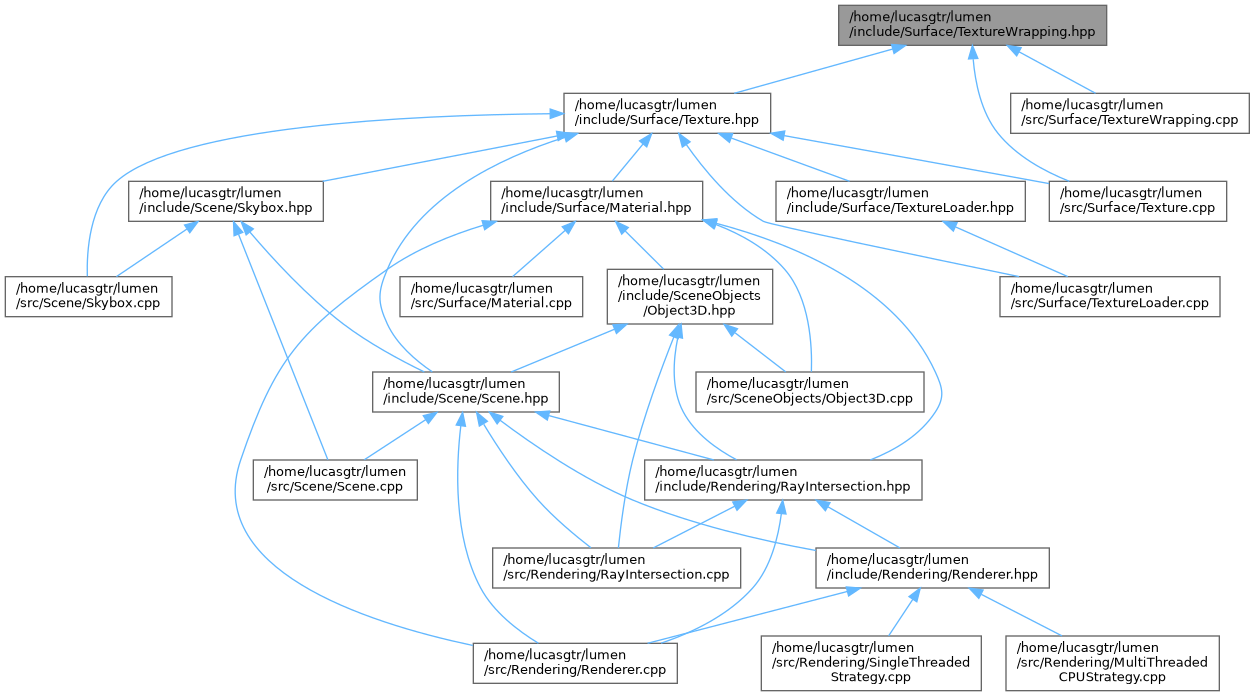 /home/lucasgtr/lumen
/include/Surface/TextureWrapping.hpp
/home/lucasgtr/lumen
/include/Surface/Texture.hpp
/home/lucasgtr/lumen
/src/Surface/TextureWrapping.cpp
/home/lucasgtr/lumen
/include/Scene/Skybox.hpp
/home/lucasgtr/lumen
/include/Surface/Material.hpp
/home/lucasgtr/lumen
/include/Surface/TextureLoader.hpp
/home/lucasgtr/lumen
/src/Surface/Texture.cpp
/home/lucasgtr/lumen
/src/Scene/Skybox.cpp
/home/lucasgtr/lumen
/src/Surface/Material.cpp
/home/lucasgtr/lumen
/include/SceneObjects
/Object3D.hpp
/home/lucasgtr/lumen
/src/Surface/TextureLoader.cpp
/home/lucasgtr/lumen
/include/Scene/Scene.hpp
/home/lucasgtr/lumen
/src/SceneObjects/Object3D.cpp
/home/lucasgtr/lumen
/src/Scene/Scene.cpp
/home/lucasgtr/lumen
/include/Rendering/RayIntersection.hpp
/home/lucasgtr/lumen
/src/Rendering/RayIntersection.cpp
/home/lucasgtr/lumen
/include/Rendering/Renderer.hpp
/home/lucasgtr/lumen
/src/Rendering/Renderer.cpp
/home/lucasgtr/lumen
/src/Rendering/SingleThreaded
Strategy.cpp
/home/lucasgtr/lumen
/src/Rendering/MultiThreaded
CPUStrategy.cpp